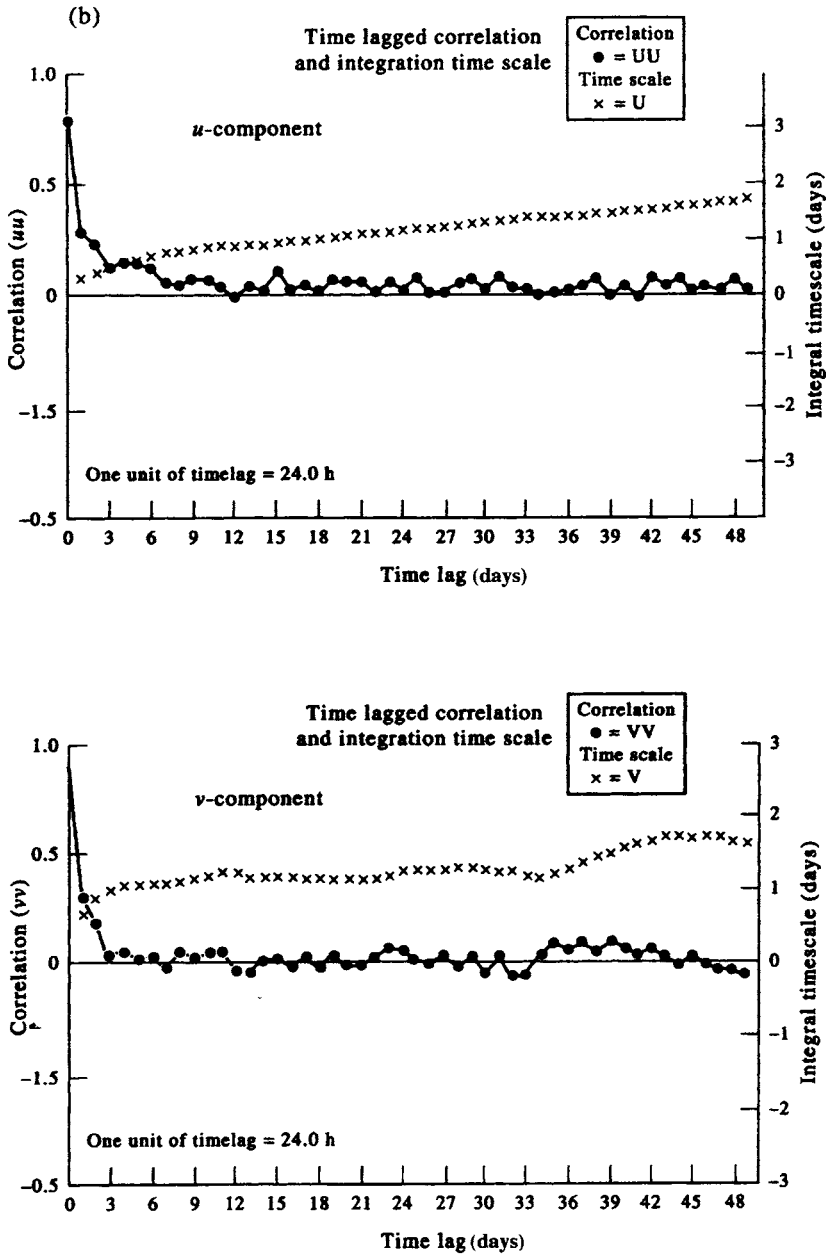 (b)
Time lagged correlation
and integration time scale
Correlation
● = UU
Time scale
× = U
u-component
1.0
0.5
0
−1.5
−0.5
Correlation (uu)
3
2
1
0
−1
−2
−3
Integral timescale (days)
One unit of timelag = 24.0 h
0 3 6 9 12 15 18 21 24 27 30 33 36 39 42 45 48
Time lag (days)
Time lagged correlation
and integration time scale
Correlation
● = VV
Time scale
× = V
v-component
1.0
0.5
0
−1.5
−0.5
Correlation (vv)
3
2
1
0
−1
−2
−3
Integral timescale (days)
One unit of timelag = 24.0 h
0 3 6 9 12 15 18 21 24 27 30 33 36 39 42 45 48
Time lag (days)